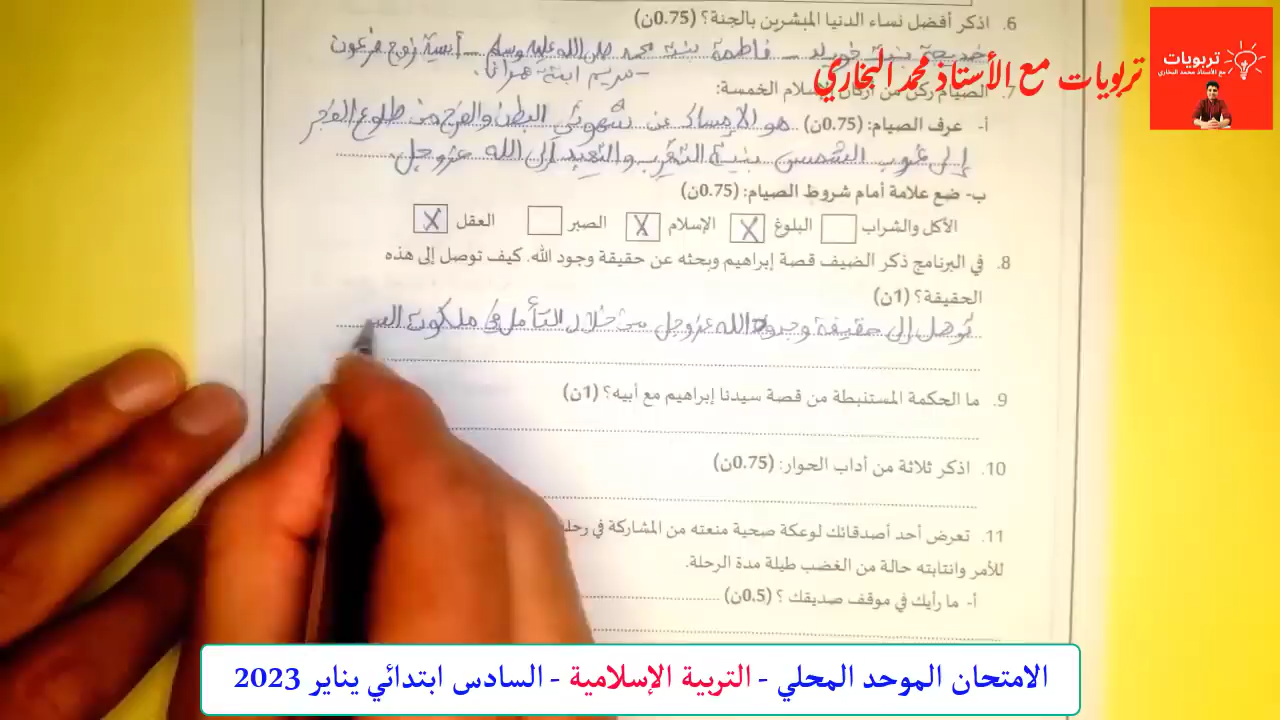 6. اذكر أفضل نساء الدنيا المبشرين بالجنة؟ (0.75ن)
خديجة بنت خويلد - فاطمة بنت محمد صلى الله عليه وسلم - آسية زوج فرعون
- مريم ابنة عمران.
تربويات مع الأستاذ محمد البخاري
تربويات
مع الأستاذ محمد البخاري
7. الصيام ركن من أركان الإسلام الخمسة:
أ- عرف الصيام: (0.75ن) هو الإمساك عن شهوتي البطن والفرج من طلوع الفجر
إلى غروب الشمس بنية التقرب والتعبد إلى الله عز وجل.
ب- ضع علامة أمام شروط الصيام: (0.75ن)
الأكل والشراب البلوغ X الإسلام X الصبر العقل X
8. في البرنامج ذكر الضيف قصة إبراهيم وبحثه عن حقيقة وجود الله. كيف توصل إلى هذه
الحقيقة؟ (1ن)
توصل إلى حقيقة وجود الله عز وجل من خلال التأمل في ملكوت
9. ما الحكمة المستنبطة من قصة سيدنا إبراهيم مع أبيه؟ (1ن)
10. اذكر ثلاثة من أداب الحوار: (0.75ن)
11. تعرض أحد أصدقائك لوعكة صحية منعته من المشاركة في
للأمر وانتابته حالة من الغضب طيلة مدة الرحلة.
أ- ما رأيك في موقف صديقك ؟ (0.5ن)
الامتحان الموحد المحلي - التربية الإسلامية - السادس ابتدائي يناير 2023